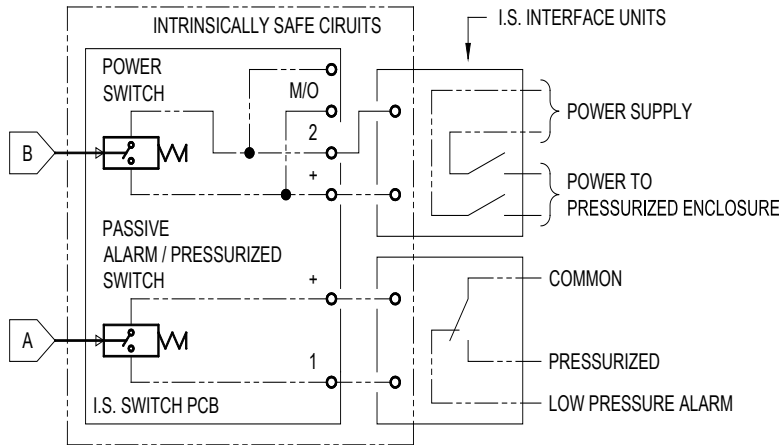 INTRINSICALLY SAFE CIRUITS
I.S. INTERFACE UNITS
POWER
SWITCH
M/O
2
+
B
POWER SUPPLY
POWER TO
PRESSURIZED ENCLOSURE
PASSIVE
ALARM / PRESSURIZED
SWITCH
+
A
1
I.S. SWITCH PCB
COMMON
PRESSURIZED
LOW PRESSURE ALARM